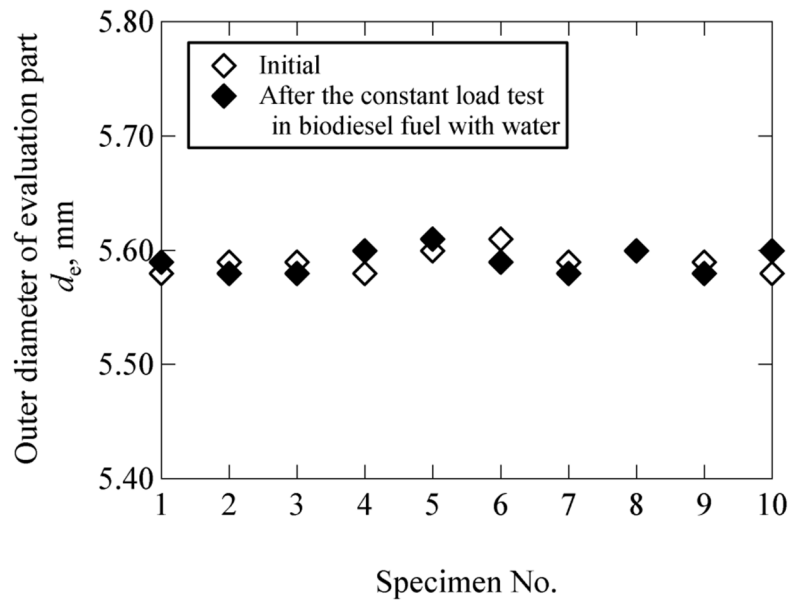 Outer diameter of evaluation part
de, mm
5.80
5.70
5.60
5.50
5.40
Initial
After the constant load test
in biodiesel fuel with water
1 2 3 4 5 6 7 8 9 10
Specimen No.